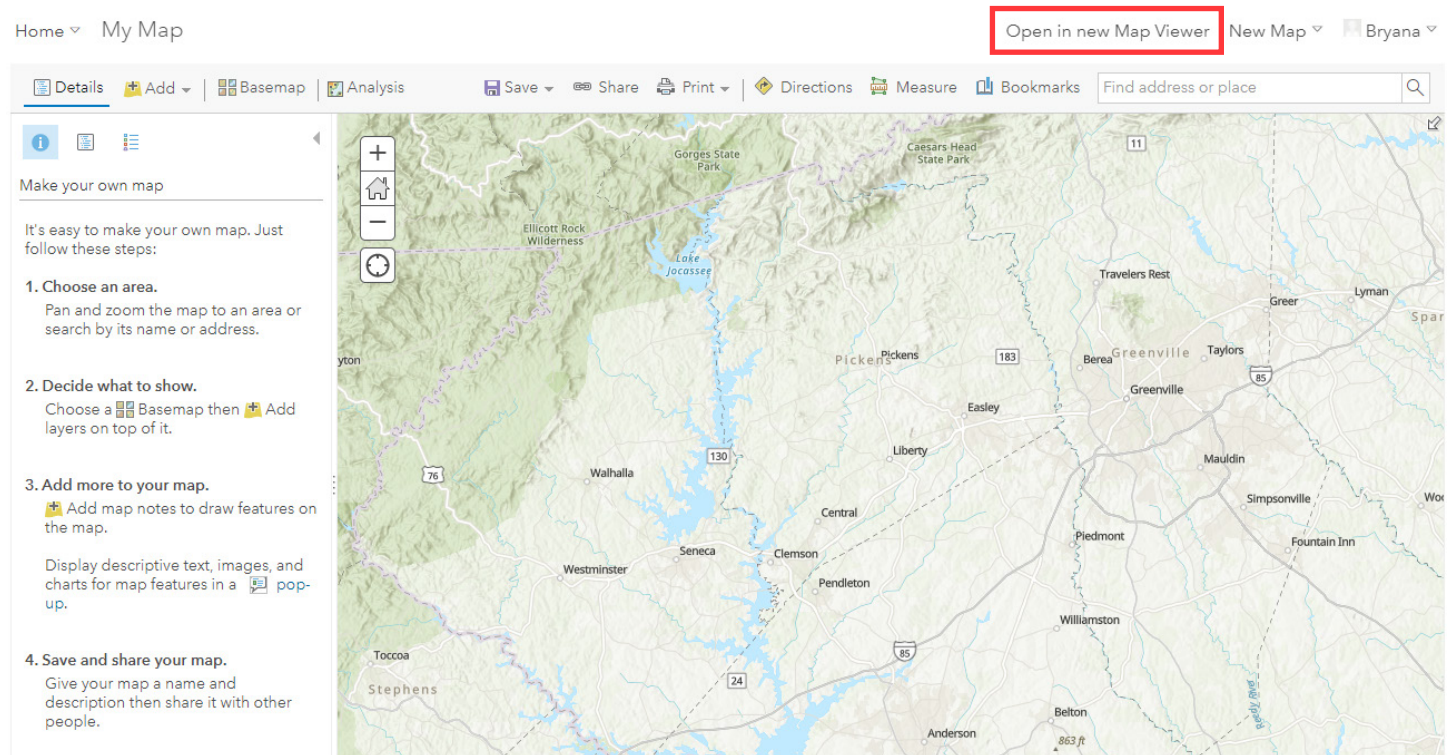 Home My Map Open in new Map Viewer New Map Bryana
Details Add Basemap Analysis Save Share Print Directions Measure Bookmarks Find address or place
Make your own map
It's easy to make your own map. Just
follow these steps:
1. Choose an area.
Pan and zoom the map to an area or
search by its name or address.
2. Decide what to show.
Choose a Basemap then Add
layers on top of it.
3. Add more to your map.
Add map notes to draw features on
the map.
Display descriptive text, images, and
charts for map features in a pop-
up.
4. Save and share your map.
Give your map a name and
description then share it with other
people.
Gorges State
Park
Caesars Head
State Park
11
Ellicott Rock
Wilderness
Lake
Jocassee
Travelers Rest
Lyman
Greer
Spar
yton
Pickens
Pickens
183
Berea
Greenville
Taylors
85
Greenville
Easley
Liberty
130
Mauldin
76
Walhalla
Simpsonville
Woo
Central
Piedmont
Fountain Inn
Seneca
Clemson
Westminster
Pendleton
Williamston
Toccoa
85
Stephens
24
Reedy River
Belton
Anderson
863 ft